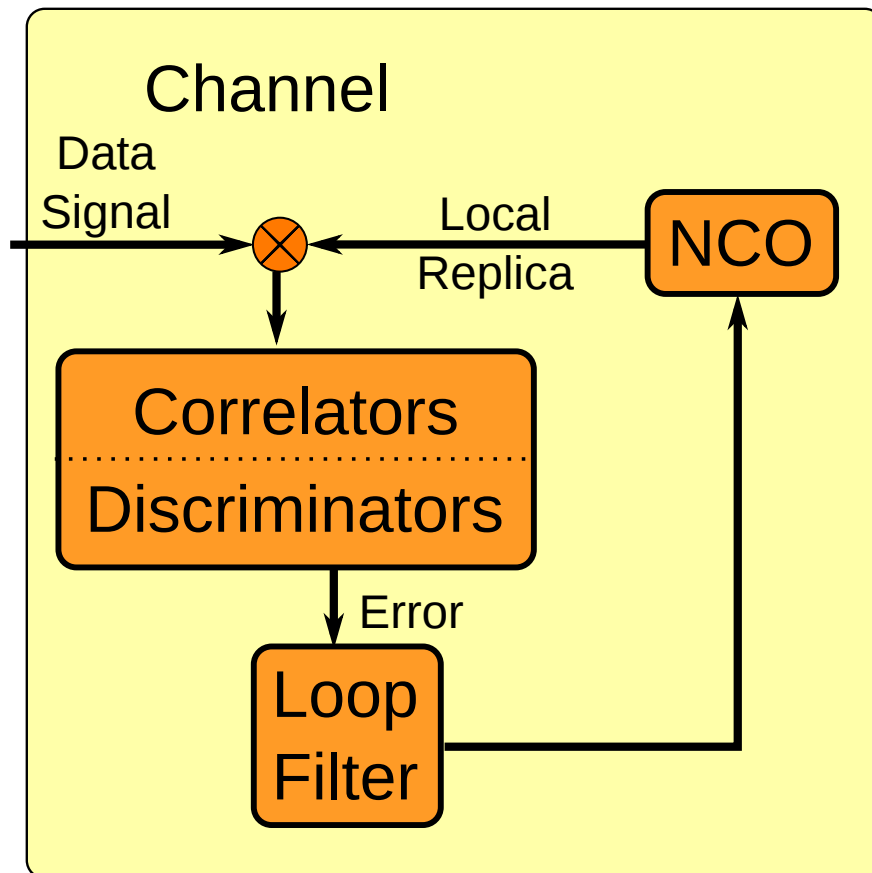 Channel
Data
Signal
Local
Replica
NCO
Correlators
Discriminators
Error
Loop
Filter